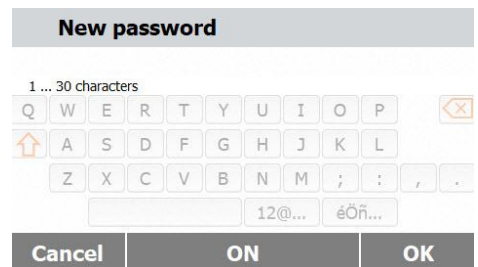 New password
1 ... 30 characters
Q W E R T Y U I O P
A S D F G H J K L
Z X C V B N M ; : , .
12@... éÖñ...
Cancel ON OK